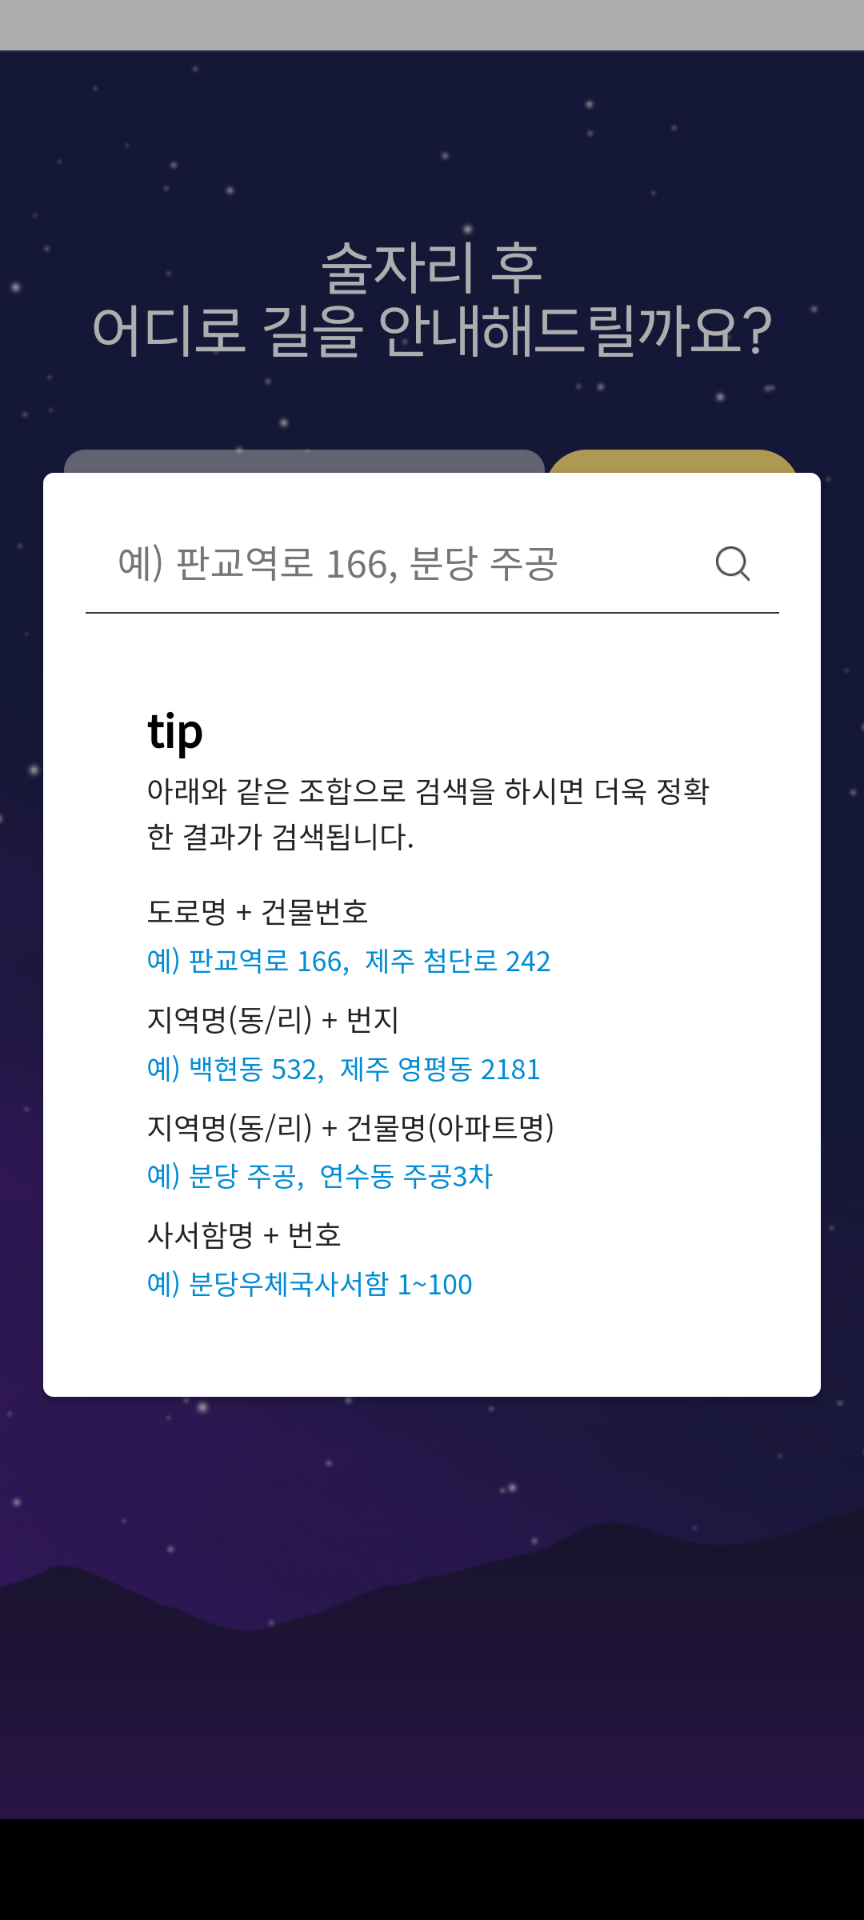 술자리 후
어디로 길을 안내해드릴까요?
예) 판교역로 166, 분당 주공
tip
아래와 같은 조합으로 검색을 하시면 더욱 정확
한 결과가 검색됩니다.
도로명 + 건물번호
예) 판교역로 166, 제주 첨단로 242
지역명(동/리) + 번지
예) 백현동 532, 제주 영평동 2181
지역명(동/리) + 건물명(아파트명)
예) 분당 주공, 연수동 주공3차
사서함명 + 번호
예) 분당우체국사서함 1~100